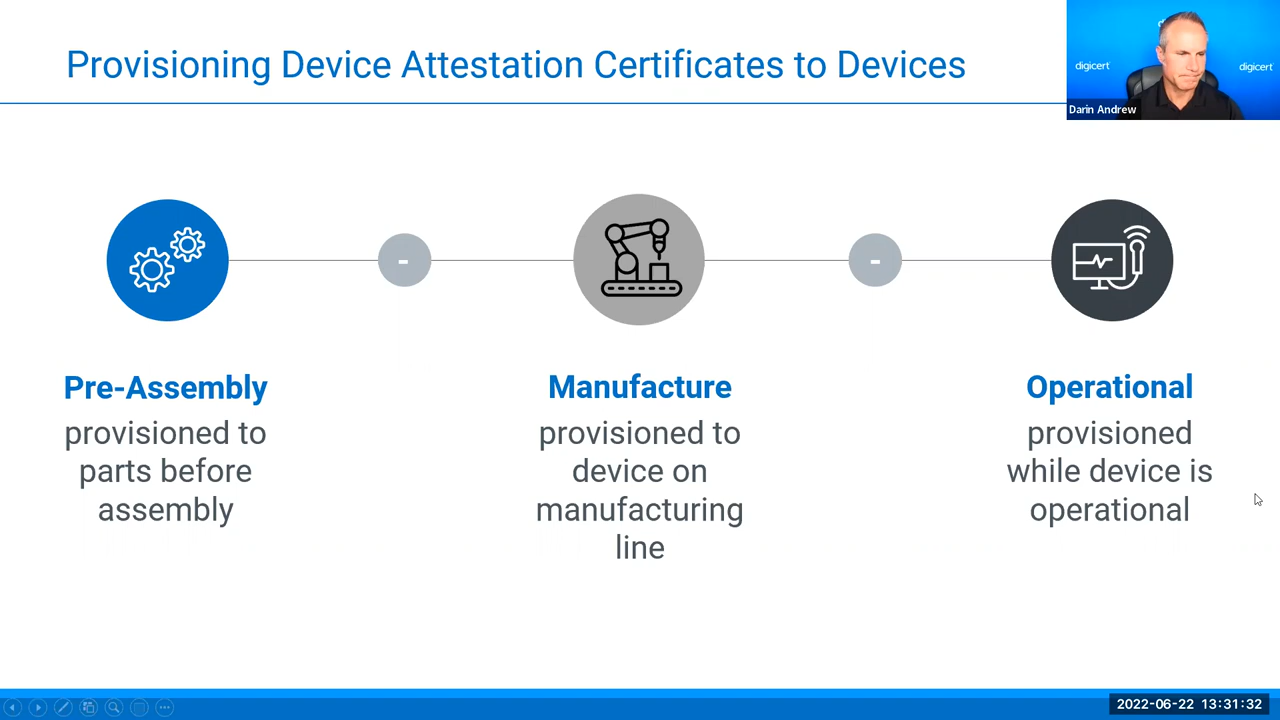 Provisioning Device Attestation Certificates to Devices
digicert
digicert
Darin Andrew
-
-
Pre-Assembly
provisioned to
parts before
assembly
Manufacture
provisioned to
device on
manufacturing
line
Operational
provisioned
while device is
operational
2022-06-22 13:31:32